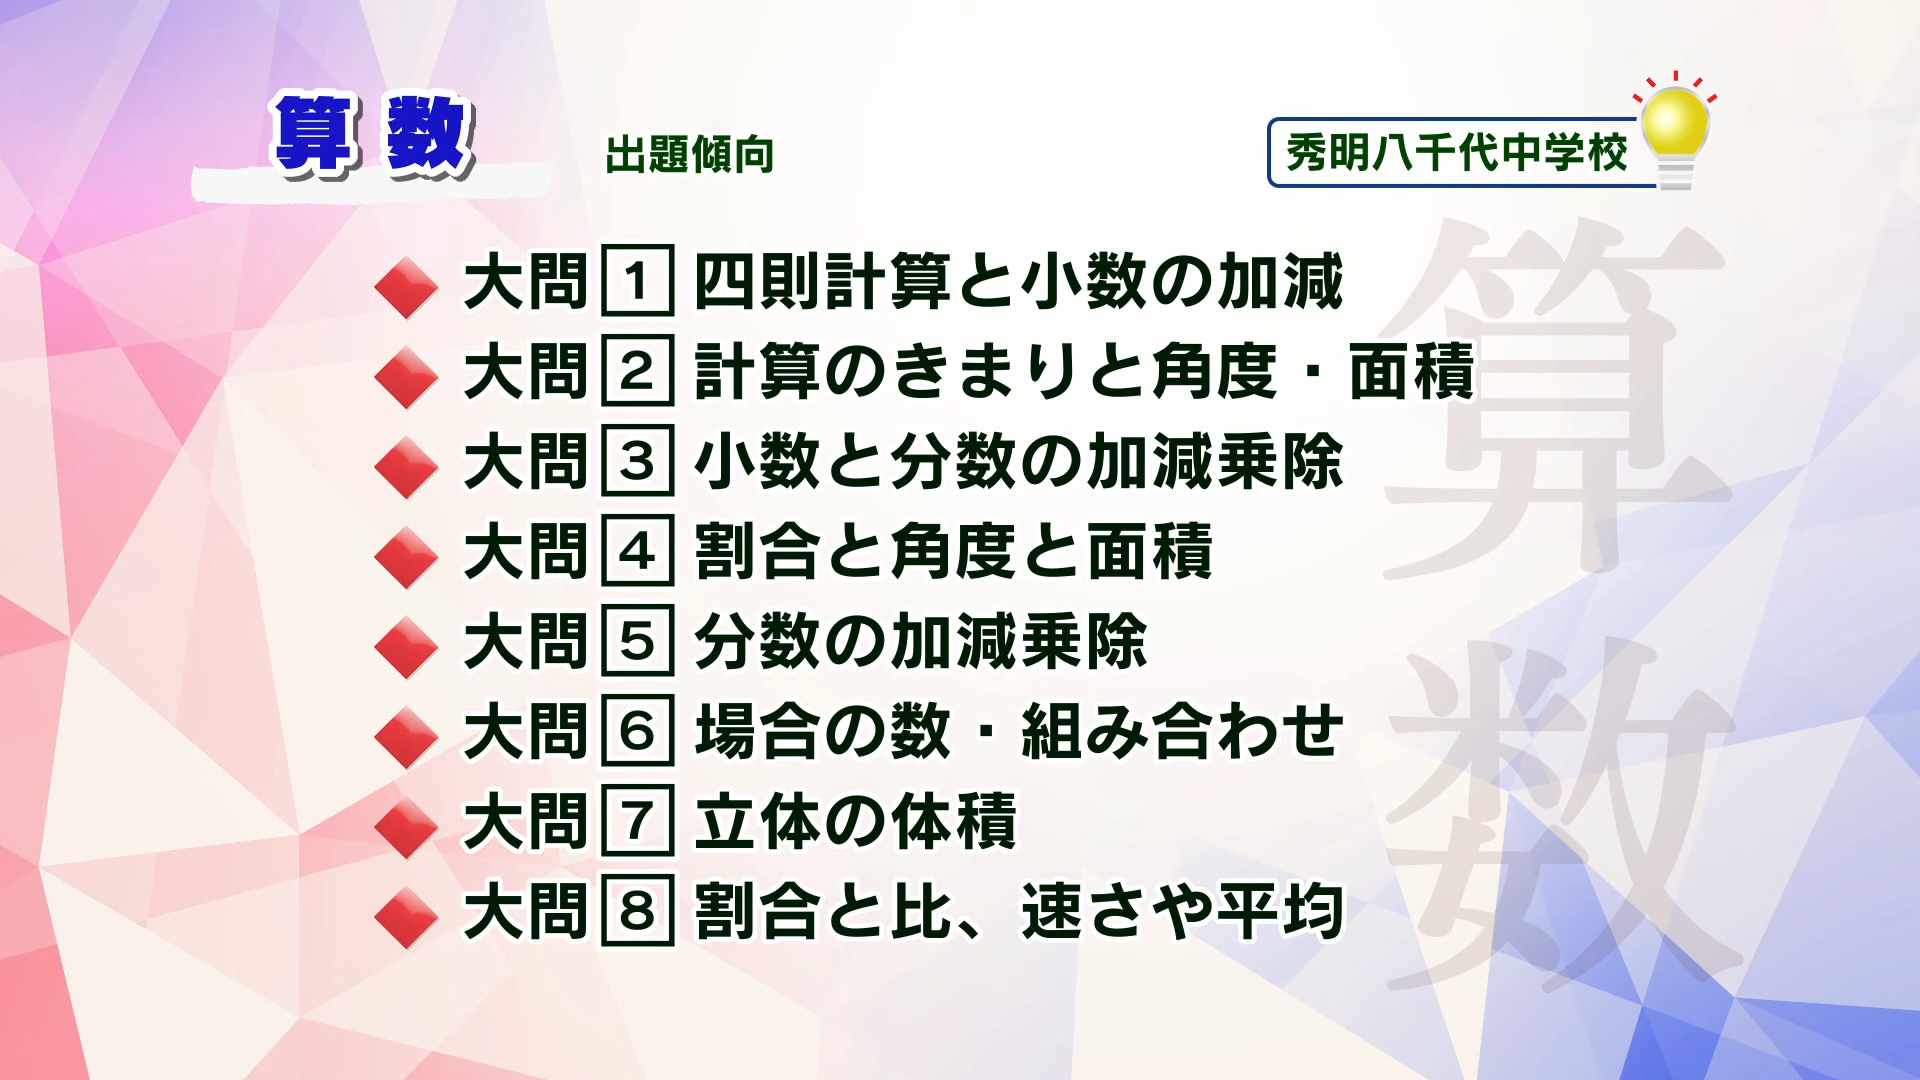 算数
出題傾向
秀明八千代中学校
大問1 四則計算と小数の加減
大問2 計算のきまりと角度・面積
大問3 小数と分数の加減乗除
大問4 割合と角度と面積
大問5 分数の加減乗除
大問6 場合の数・組み合わせ
大問7 立体の体積
大問8 割合と比、速さや平均
算数